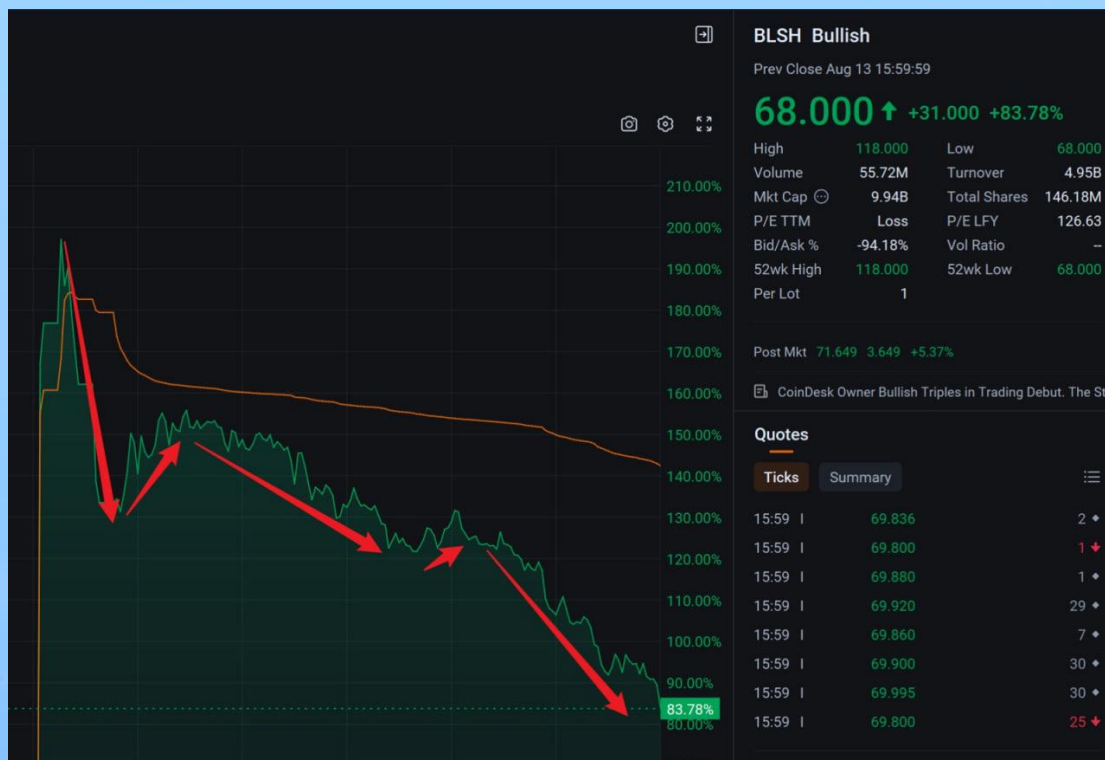 BLSH Bullish
Prev Close Aug 13 15:59:59
68.000 +31.000 +83.78%
High 118.000 Low 68.000
Volume 55.72M Turnover 4.95B
Mkt Cap 9.94B Total Shares 146.18M
P/E TTM Loss P/E LFY 126.63
Bid/Ask % -94.18% Vol Ratio --
52wk High 118.000 52wk Low 68.000
Per Lot 1
Post Mkt 71.649 3.649 +5.37%
CoinDesk Owner Bullish Triples in Trading Debut. The St
Quotes
Ticks Summary
15:59 I 69.836 2
15:59 I 69.800 1
15:59 I 69.880 1
15:59 I 69.920 29
15:59 I 69.860 7
15:59 I 69.900 30
15:59 I 69.995 30
15:59 I 69.800 25
210.00%
200.00%
190.00%
180.00%
170.00%
160.00%
150.00%
140.00%
130.00%
120.00%
110.00%
100.00%
90.00%
83.78%
80.00%